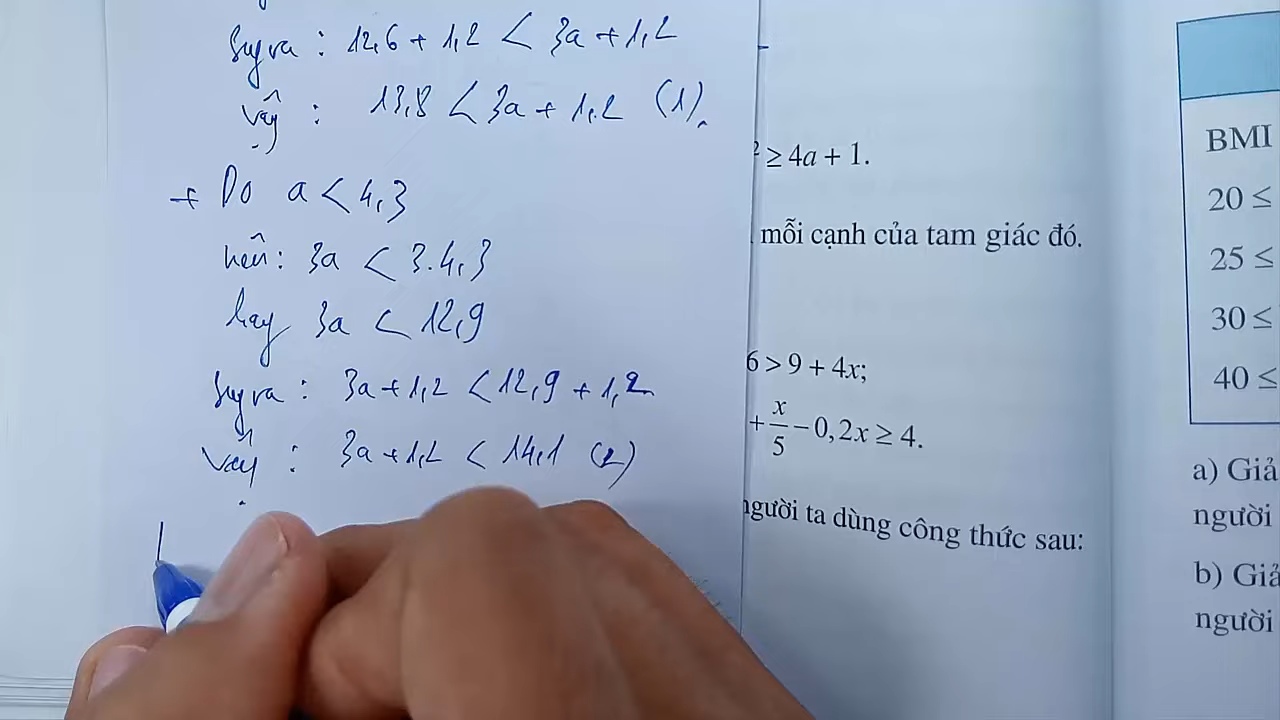 Suy ra : 12,6 + 1,2 < 3a + 1,2
vậy : 13,8 < 3a + 1,2 (1).
+ Do a < 4,3
nên : 3a < 3.4,3
hay 3a < 12,9
Suy ra : 3a + 1,2 < 12,9 + 1,2
Vậy : 3a + 1,2 < 14,1 (2)
² ≥ 4a + 1.
mỗi cạnh của tam giác đó.
6 > 9 + 4x;
+ x/5 − 0,2x ≥ 4.
người ta dùng công thức sau:
BMI
20 ≤
25 ≤
30 ≤
40 ≤
a) Giả
người
b) Giả
người